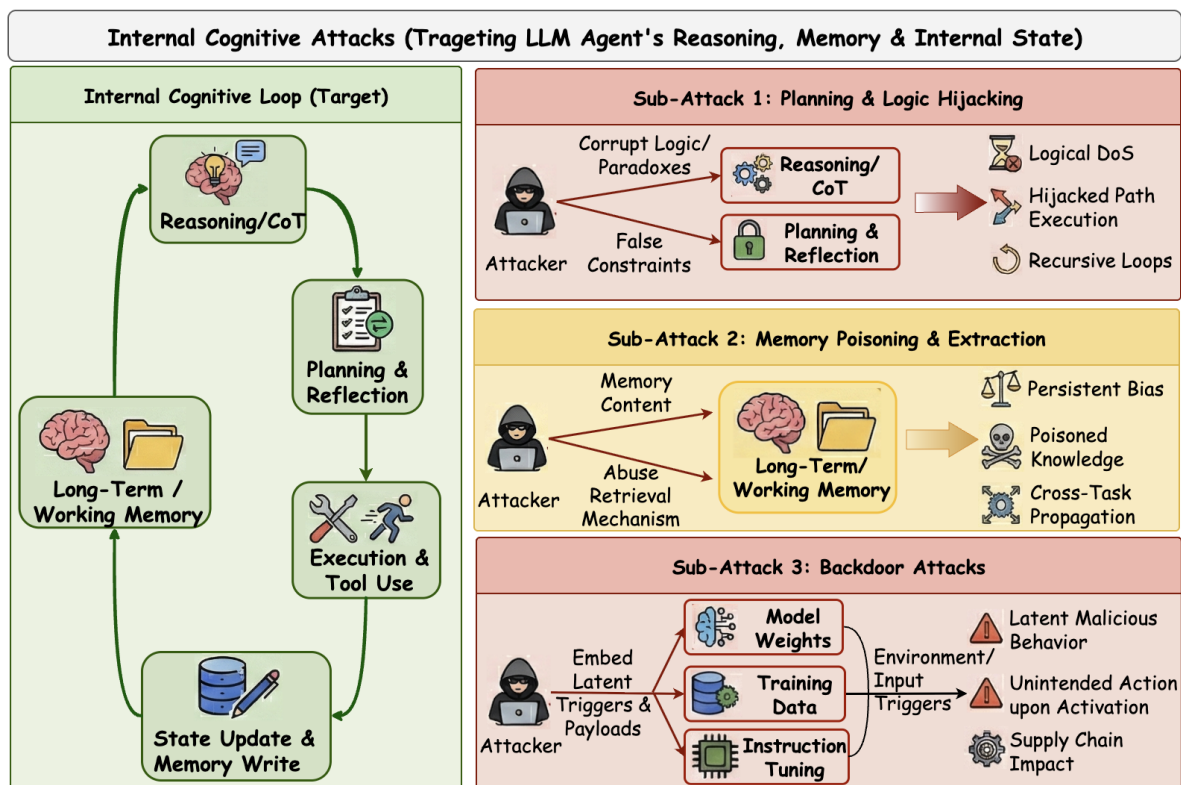 Internal Cognitive Attacks (Trageting LLM Agent's Reasoning, Memory & Internal State)
Internal Cognitive Loop (Target)
Reasoning/CoT
Planning &
Reflection
Execution &
Tool Use
State Update &
Memory Write
Long-Term /
Working Memory
Sub-Attack 1: Planning & Logic Hijacking
Attacker
Corrupt Logic/
Paradoxes
False
Constraints
Reasoning/
CoT
Planning &
Reflection
Logical DoS
Hijacked Path
Execution
Recursive Loops
Sub-Attack 2: Memory Poisoning & Extraction
Attacker
Memory
Content
Abuse
Retrieval
Mechanism
Long-Term/
Working Memory
Persistent Bias
Poisoned
Knowledge
Cross-Task
Propagation
Sub-Attack 3: Backdoor Attacks
Attacker
Embed
Latent
Triggers &
Payloads
Model
Weights
Training
Data
Instruction
Tuning
Environment/
Input
Triggers
Latent Malicious
Behavior
Unintended Action
upon Activation
Supply Chain
Impact